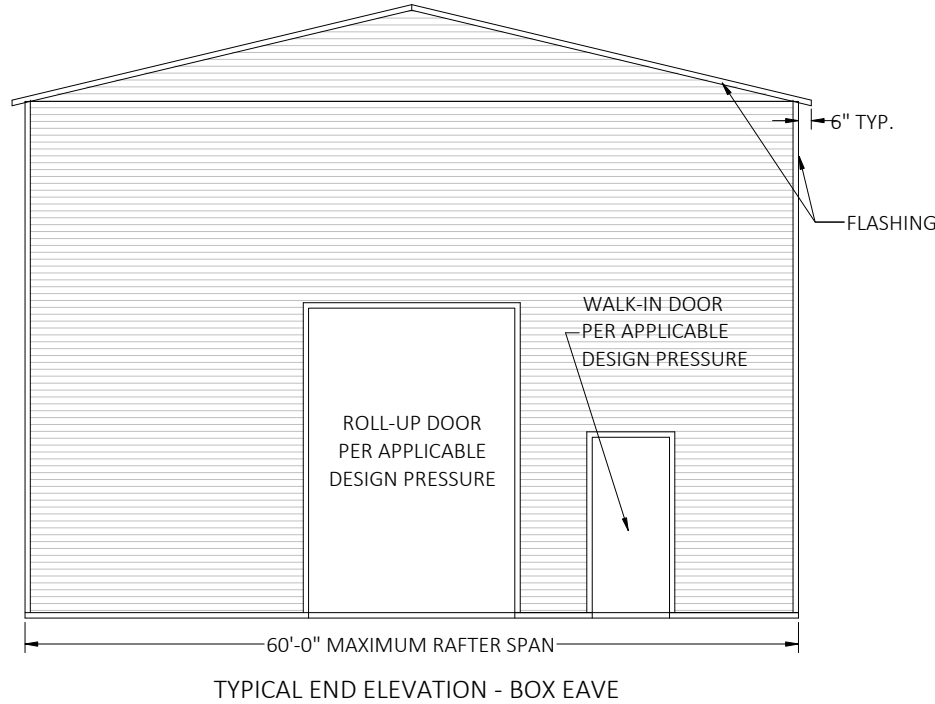 6" TYP.
FLASHING
WALK-IN DOOR
PER APPLICABLE
DESIGN PRESSURE
ROLL-UP DOOR
PER APPLICABLE
DESIGN PRESSURE
60'-0" MAXIMUM RAFTER SPAN
TYPICAL END ELEVATION - BOX EAVE